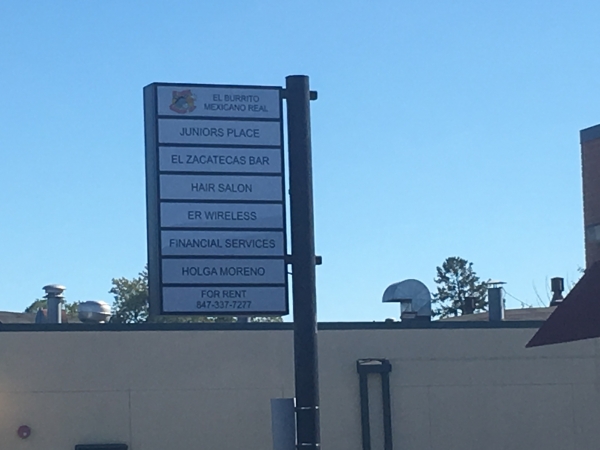 EL BURRITO
MEXICANO REAL
JUNIORS PLACE
EL ZACATECAS BAR
HAIR SALON
ER WIRELESS
FINANCIAL SERVICES
HOLGA MORENO
FOR RENT
847-337-7277